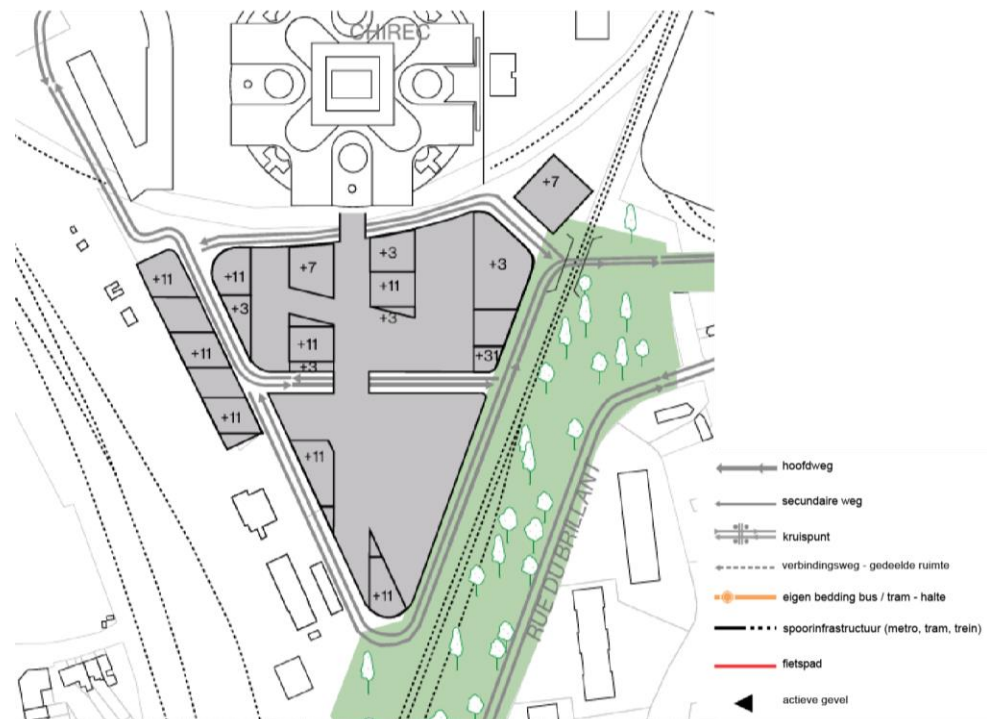 CHIREC
+7
+3
+11
+11
+7
+11
+3
+3
+3
+11
+11
+3
+31
+11
+11
+11
RUE DU BRILLANT
hoofdweg
secundaire weg
kruispunt
verbindingsweg - gedeelde ruimte
eigen bedding bus / tram - halte
spoorinfrastructuur (metro, tram, trein)
fietspad
actieve gevel